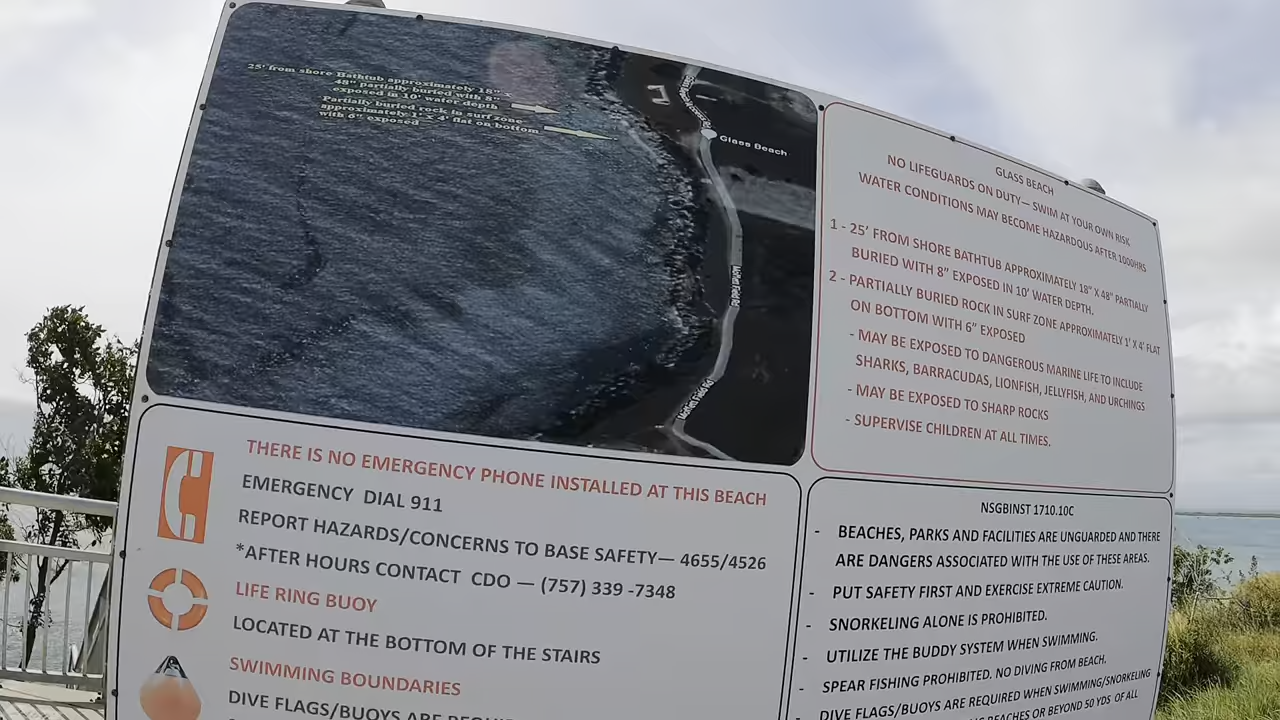 25' from shore Bathtub approximately 18" x
48" partially buried with 8"
exposed in 10' water depth
Partially buried rock in surf zone
approximately 1' x 4' flat on bottom
with 6" exposed
Glass Beach
GLASS BEACH
NO LIFEGUARDS ON DUTY— SWIM AT YOUR OWN RISK
WATER CONDITIONS MAY BECOME HAZARDOUS AFTER 1000HRS
1 - 25' FROM SHORE BATHTUB APPROXIMATELY 18" X 48" PARTIALLY
BURIED WITH 8" EXPOSED IN 10' WATER DEPTH.
2 - PARTIALLY BURIED ROCK IN SURF ZONE APPROXIMATELY 1' X 4' FLAT
ON BOTTOM WITH 6" EXPOSED
- MAY BE EXPOSED TO DANGEROUS MARINE LIFE TO INCLUDE
SHARKS, BARRACUDAS, LIONFISH, JELLYFISH, AND URCHINGS
- MAY BE EXPOSED TO SHARP ROCKS
- SUPERVISE CHILDREN AT ALL TIMES.
THERE IS NO EMERGENCY PHONE INSTALLED AT THIS BEACH
EMERGENCY DIAL 911
REPORT HAZARDS/CONCERNS TO BASE SAFETY— 4655/4526
*AFTER HOURS CONTACT CDO — (757) 339 -7348
LIFE RING BUOY
LOCATED AT THE BOTTOM OF THE STAIRS
SWIMMING BOUNDARIES
DIVE FLAGS/BUOYS ARE
NSGBINST 1710.10C
- BEACHES, PARKS AND FACILITIES ARE UNGUARDED AND THERE
ARE DANGERS ASSOCIATED WITH THE USE OF THESE AREAS.
- PUT SAFETY FIRST AND EXERCISE EXTREME CAUTION.
- SNORKELING ALONE IS PROHIBITED.
- UTILIZE THE BUDDY SYSTEM WHEN SWIMMING.
- SPEAR FISHING PROHIBITED. NO DIVING FROM BEACH.
- DIVE FLAGS/BUOYS ARE REQUIRED WHEN SWIMMING/SNORKELING
BEACHES OR BEYOND 50 YDS OF ALL